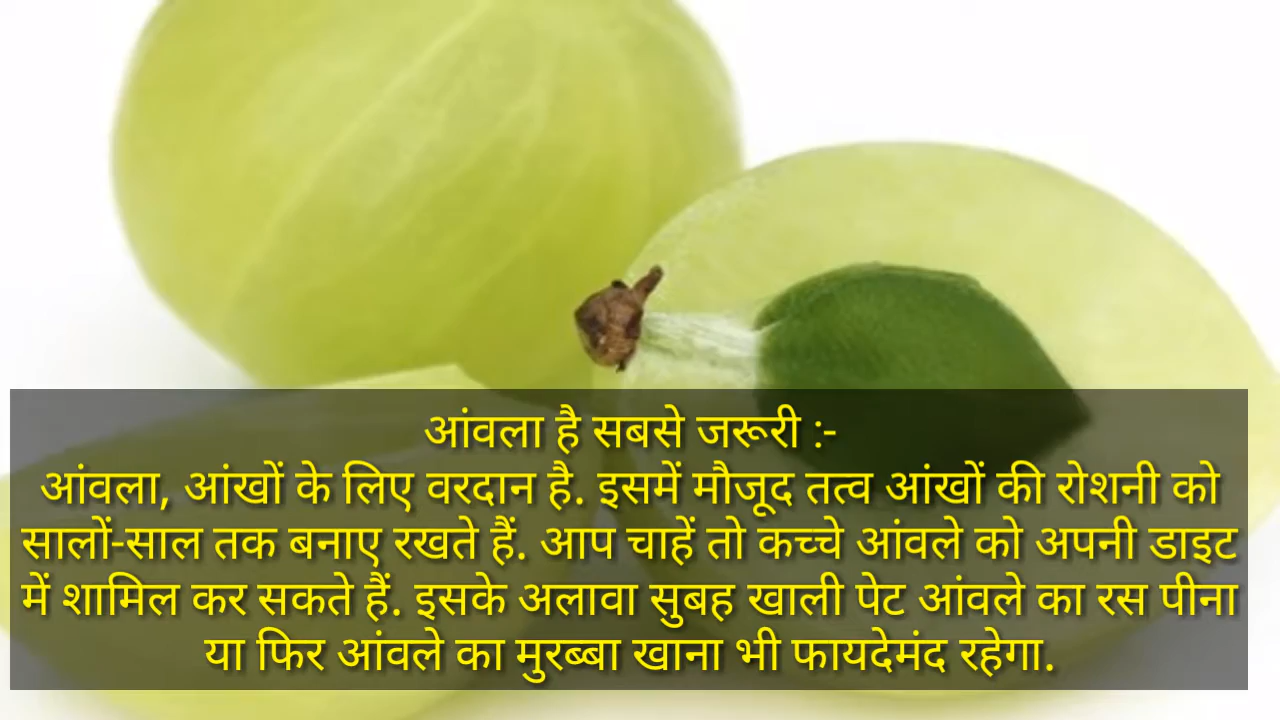 आंवला है सबसे जरूरी :-
आंवला, आंखों के लिए वरदान है. इसमें मौजूद तत्व आंखों की रोशनी को
सालों-साल तक बनाए रखते हैं. आप चाहें तो कच्चे आंवले को अपनी डाइट
में शामिल कर सकते हैं. इसके अलावा सुबह खाली पेट आंवले का रस पीना
या फिर आंवले का मुरब्बा खाना भी फायदेमंद रहेगा.